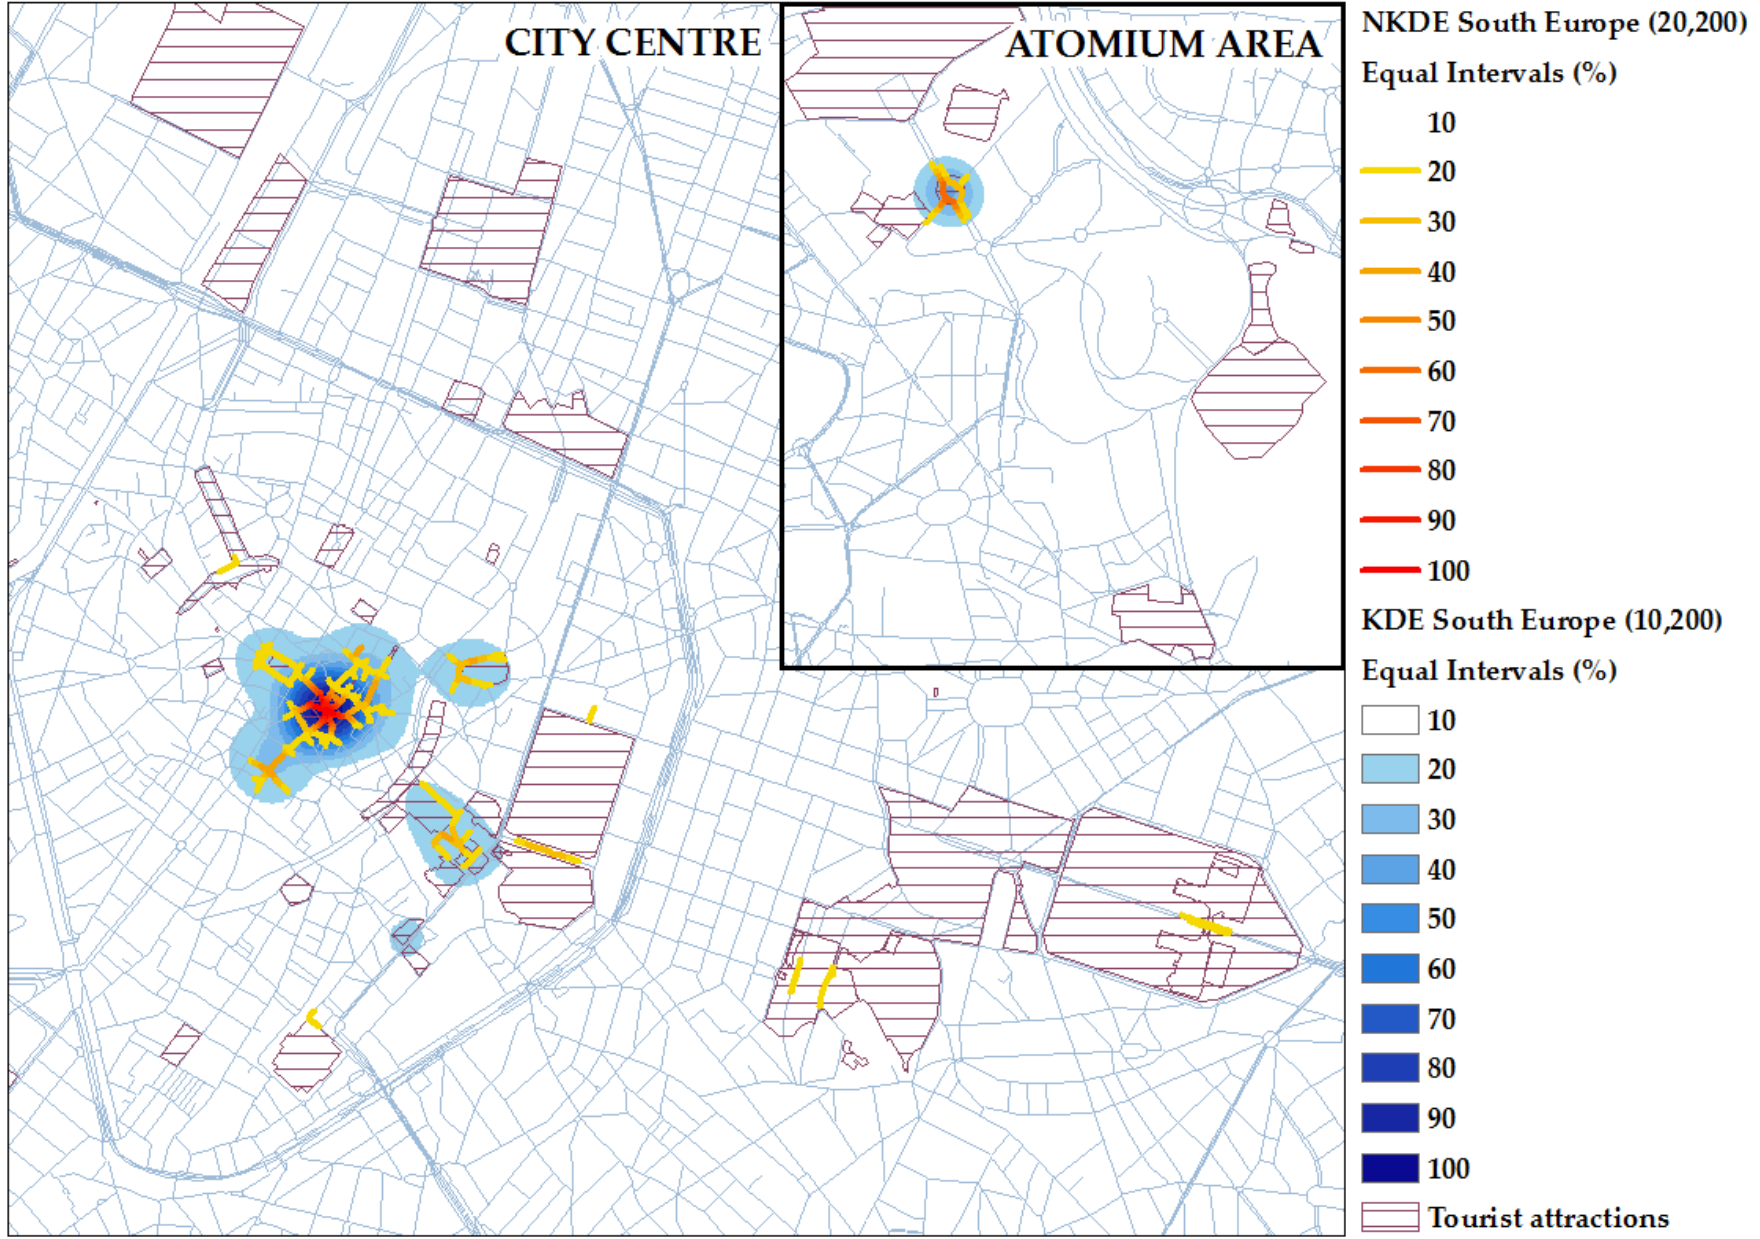 CITY CENTRE
ATOMIUM AREA
NKDE South Europe (20,200)
Equal Intervals (%)
10
20
30
40
50
60
70
80
90
100
KDE South Europe (10,200)
Equal Intervals (%)
10
20
30
40
50
60
70
80
90
100
Tourist attractions